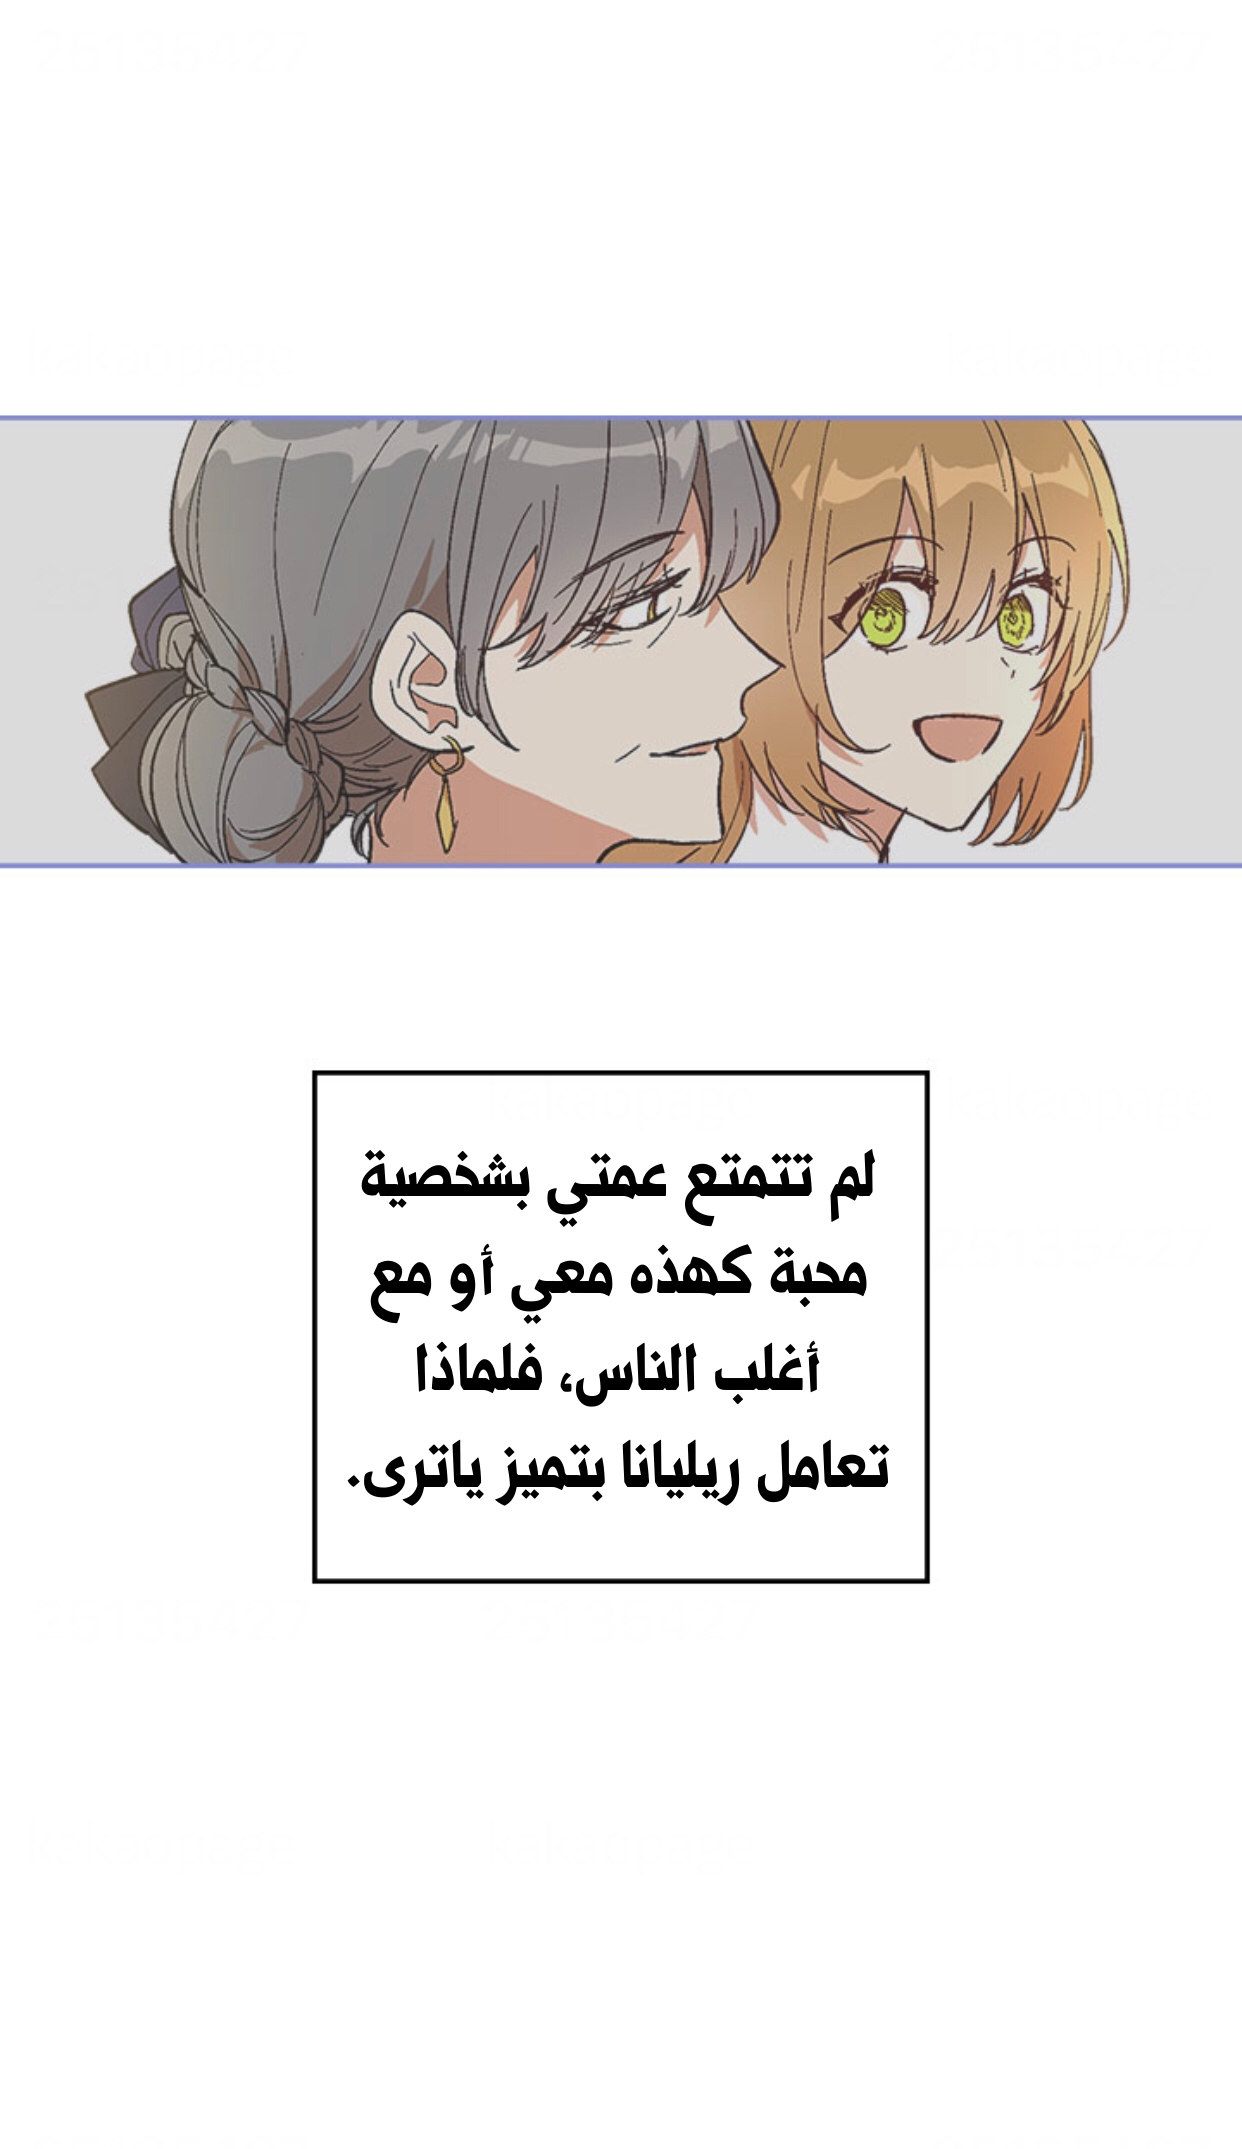 لم تتمتع عمتي بشخصية
محبة كهذه معي أو مع
أغلب الناس، فلماذا
تعامل ريليانا بتميز ياترى.